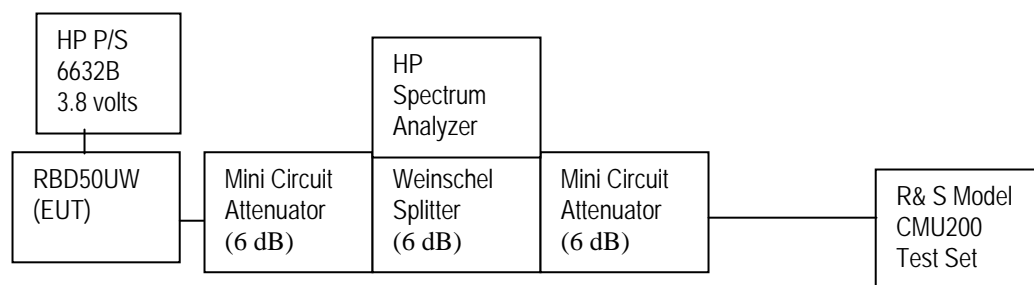 HP P/S
6632B
3.8 volts
HP
Spectrum
Analyzer
RBD50UW
(EUT)
Mini Circuit
Attenuator
(6 dB)
Weinschel
Splitter
(6 dB)
Mini Circuit
Attenuator
(6 dB)
R& S Model
CMU200
Test Set